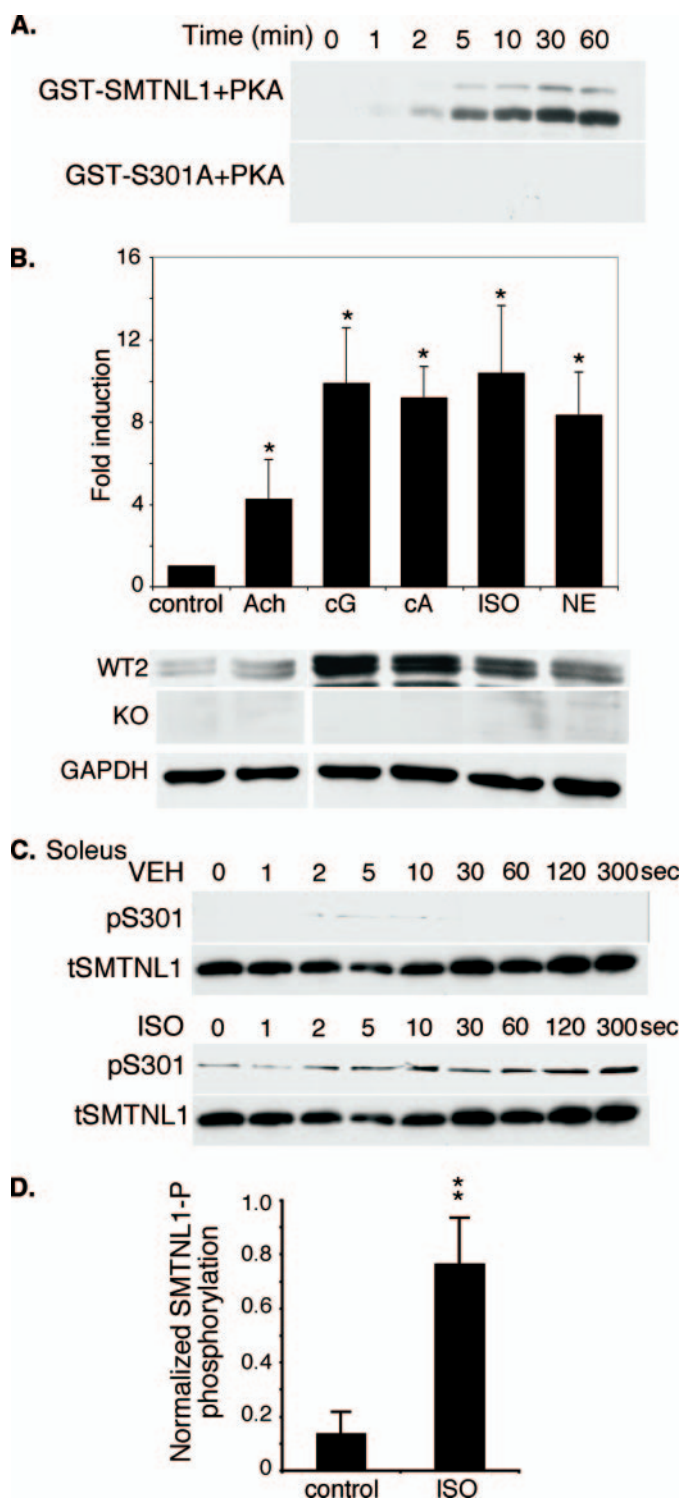 A.
Time (min) 0 1 2 5 10 30 60
GST-SMTNL1+PKA
GST-S301A+PKA
B.
16
12
8
4
0
Fold induction
* * * * *
control Ach cG cA ISO NE
WT2
KO
GAPDH
C. Soleus
VEH 0 1 2 5 10 30 60 120 300 sec
pS301
tSMTNL1
ISO 0 1 2 5 10 30 60 120 300 sec
pS301
tSMTNL1
D.
Normalized SMTNL1-P
phosphorylation
1.0
0.8
0.6
0.4
0.2
0
**
control ISO